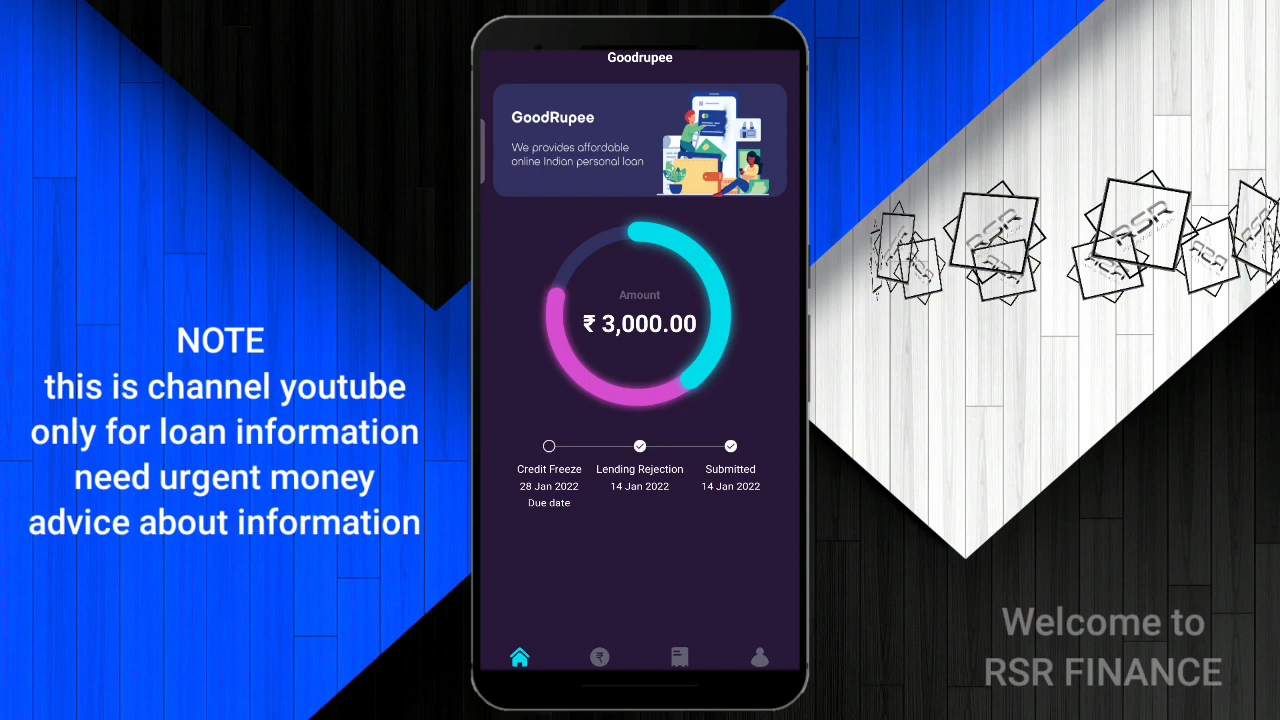 Goodrupee
GoodRupee
We provides affordable
online Indian personal loan
Amount
₹ 3,000.00
Credit Freeze
28 Jan 2022
Due date
Lending Rejection
14 Jan 2022
Submitted
14 Jan 2022
NOTE
this is channel youtube
only for loan information
need urgent money
advice about information
RSR
RSR
Welcome to
RSR FINANCE